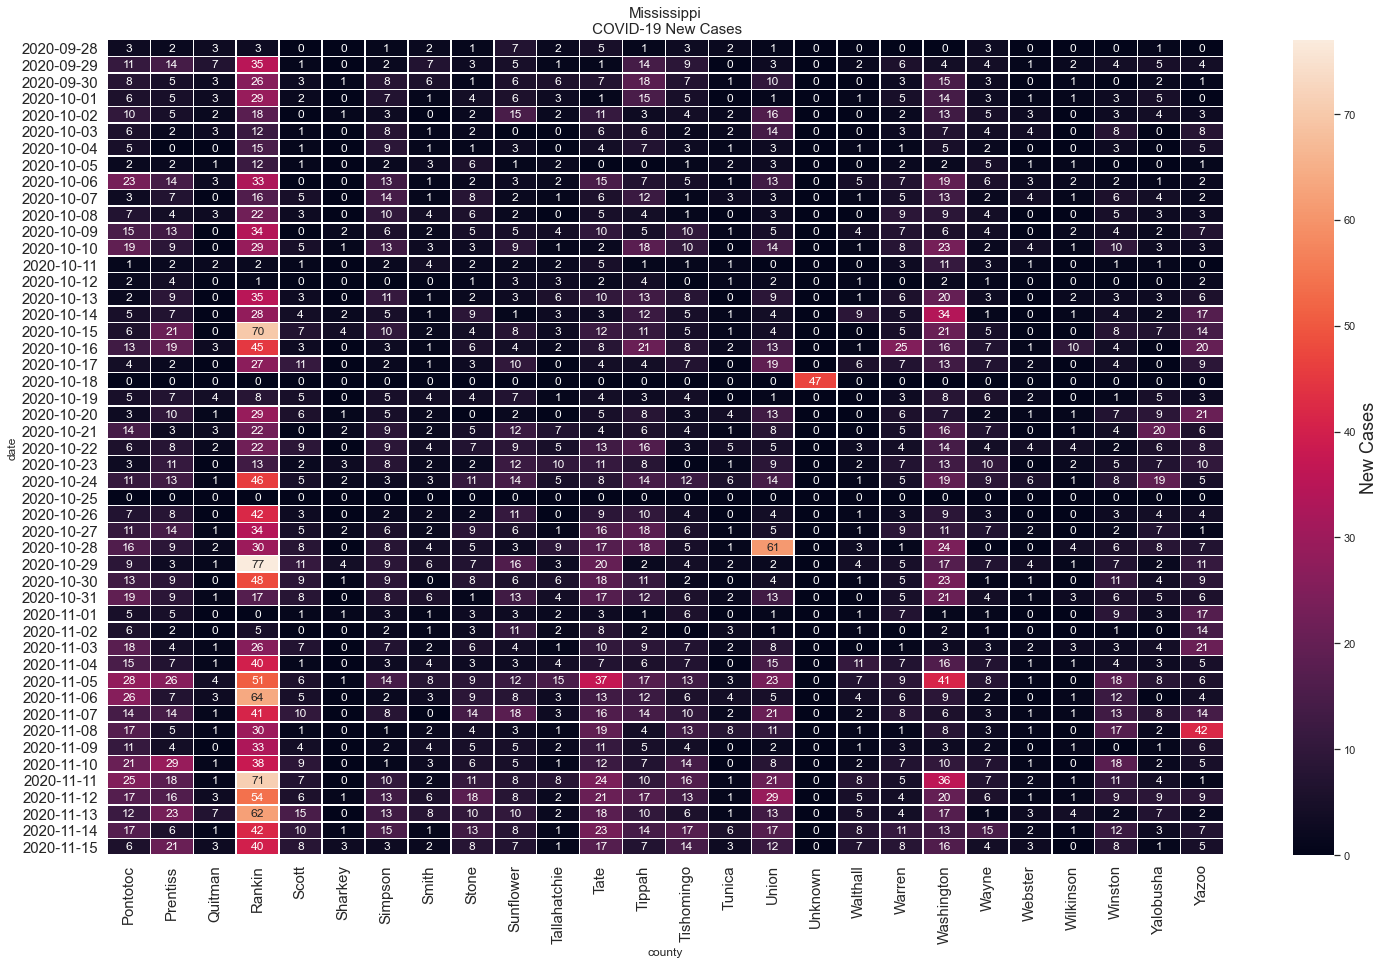 Mississippi
COVID-19 New Cases
2020-09-28 3 2 3 3 0 0 1 2 1 7 2 5 1 3 2 1 0 0 0 0 3 0 0 0 1 0
2020-09-29 11 14 7 35 1 0 2 7 3 5 1 1 14 9 0 3 0 2 6 4 4 1 2 4 5 4
2020-09-30 8 5 3 26 3 1 8 6 1 6 6 7 18 7 1 10 0 0 3 15 3 0 1 0 2 1
2020-10-01 6 5 3 29 2 0 7 1 4 6 3 1 15 5 0 1 0 1 5 14 3 1 1 3 5 0
2020-10-02 10 5 2 18 0 1 3 0 2 15 2 11 3 4 2 16 0 0 2 13 5 3 0 3 4 3
2020-10-03 6 2 3 12 1 0 8 1 2 0 0 6 6 2 2 14 0 0 3 7 4 4 0 8 0 8
2020-10-04 5 0 0 15 1 0 9 1 1 3 0 4 7 3 1 3 0 1 1 5 2 0 0 3 0 5
2020-10-05 2 2 1 12 1 0 2 3 6 1 2 0 0 1 2 3 0 0 2 2 5 1 1 0 0 1
2020-10-06 23 14 3 33 0 0 13 1 2 3 2 15 7 5 1 13 0 5 7 19 6 3 2 2 1 2
2020-10-07 3 7 0 16 5 0 14 1 8 2 1 6 12 1 3 3 0 1 5 13 2 4 1 6 4 2
2020-10-08 7 4 3 22 3 0 10 4 6 2 0 5 4 1 0 3 0 0 9 9 4 0 0 5 3 3
2020-10-09 15 13 0 34 0 2 6 2 5 5 4 10 5 10 1 5 0 4 7 6 4 0 2 4 2 7
2020-10-10 19 9 0 29 5 1 13 3 3 9 1 2 18 10 0 14 0 1 8 23 2 4 1 10 3 3
2020-10-11 1 2 2 2 1 0 2 4 2 2 2 5 1 1 1 0 0 0 3 11 3 1 0 1 1 0
2020-10-12 2 4 0 1 0 0 0 0 1 3 3 2 4 0 1 2 0 1 0 2 1 0 0 0 0 2
2020-10-13 2 9 0 35 3 0 11 1 2 3 6 10 13 8 0 9 0 1 6 20 3 0 2 3 3 6
2020-10-14 5 7 0 28 4 2 5 1 9 1 3 3 12 5 1 4 0 9 5 34 1 0 1 4 2 17
2020-10-15 6 21 0 70 7 4 10 2 4 8 3 12 11 5 1 4 0 0 5 21 5 0 0 8 7 14
2020-10-16 13 19 3 45 3 0 3 1 6 4 2 8 21 8 2 13 0 1 25 16 7 1 10 4 0 20
2020-10-17 4 2 0 27 11 0 2 1 3 10 0 4 4 7 0 19 0 6 7 13 7 2 0 4 0 9
2020-10-18 0 0 0 0 0 0 0 0 0 0 0 0 0 0 0 0 47 0 0 0 0 0 0 0 0 0
2020-10-19 5 7 4 8 5 0 5 4 4 7 1 4 3 4 0 1 0 0 3 8 6 2 0 1 5 3
2020-10-20 3 10 1 29 6 1 5 2 0 2 0 5 8 3 4 13 0 0 6 7 2 1 1 7 9 21
2020-10-21 14 3 3 22 0 2 9 2 5 12 7 4 6 4 1 8 0 0 5 16 7 0 1 4 20 6
2020-10-22 6 8 2 22 9 0 9 4 7 9 5 13 16 3 5 5 0 3 4 14 4 4 4 2 6 8
2020-10-23 3 11 0 13 2 3 8 2 2 12 10 11 8 0 1 9 0 2 7 13 10 0 2 5 7 10
2020-10-24 11 13 1 46 5 2 3 3 11 14 5 8 14 12 6 14 0 1 5 19 9 6 1 8 19 5
2020-10-25 0 0 0 0 0 0 0 0 0 0 0 0 0 0 0 0 0 0 0 0 0 0 0 0 0 0
2020-10-26 7 8 0 42 3 0 2 2 2 11 0 9 10 4 0 4 0 1 3 9 3 0 0 3 4 4
2020-10-27 11 14 1 34 5 2 6 2 9 6 1 16 18 6 1 5 0 1 9 11 7 2 0 2 7 1
2020-10-28 16 9 2 30 8 0 8 4 5 3 9 17 18 5 1 61 0 3 1 24 0 0 4 6 8 7
2020-10-29 9 3 1 77 11 4 9 6 7 16 3 20 2 4 2 2 0 4 5 17 7 4 1 7 2 11
2020-10-30 13 9 0 48 9 1 9 0 8 6 6 18 11 2 0 4 0 1 5 23 1 1 0 11 4 9
2020-10-31 19 9 1 17 8 0 8 6 1 13 4 17 12 6 2 13 0 0 5 21 4 1 3 6 5 6
2020-11-01 5 5 0 0 1 1 3 1 3 3 2 3 1 6 0 1 0 1 7 1 1 0 0 9 3 17
2020-11-02 6 2 0 5 0 0 2 1 3 11 2 8 2 0 3 1 0 1 0 2 1 0 0 1 0 14
2020-11-03 18 4 1 26 7 0 7 2 6 4 1 10 9 7 2 8 0 0 1 3 3 2 3 3 4 21
2020-11-04 15 7 1 40 1 0 3 4 3 3 4 7 6 7 0 15 0 11 7 16 7 1 1 4 3 5
2020-11-05 28 26 4 51 6 1 14 8 9 12 15 37 17 13 3 23 0 7 9 41 8 1 0 18 8 6
2020-11-06 26 7 3 64 5 0 2 3 9 8 3 13 12 6 4 5 0 4 6 9 2 0 1 12 0 4
2020-11-07 14 14 1 41 10 0 8 0 14 18 3 16 14 10 2 21 0 2 8 6 3 1 1 13 8 14
2020-11-08 17 5 1 30 1 0 1 2 4 3 1 19 4 13 8 11 0 1 1 8 3 1 0 17 2 42
2020-11-09 11 4 0 33 4 0 2 4 5 5 2 11 5 4 0 2 0 1 3 3 2 0 1 0 1 6
2020-11-10 21 29 1 38 9 0 1 3 6 5 1 12 7 14 0 8 0 2 7 10 7 1 0 18 2 5
2020-11-11 25 18 1 71 7 0 10 2 11 8 8 24 10 16 1 21 0 8 5 36 7 2 1 11 4 1
2020-11-12 17 16 3 54 6 1 13 6 18 8 2 21 17 13 2 29 0 5 4 20 6 1 1 9 9 9
2020-11-13 12 23 7 62 15 0 13 8 10 10 2 18 10 6 1 13 0 5 4 17 1 3 4 2 7 2
2020-11-14 17 6 1 42 10 1 15 1 13 8 1 23 14 17 6 17 0 8 11 13 15 2 1 12 3 7
2020-11-15 6 21 3 40 8 3 3 2 8 7 1 17 7 14 3 12 0 7 8 16 4 3 0 8 1 5
Pontotoc Prentiss Quitman Rankin Scott Sharkey Simpson Smith Stone Sunflower Tallahatchie Tate Tippah Tishomingo Tunica Union Unknown Walthall Warren Washington Wayne Webster Wilkinson Winston Yalobusha Yazoo
county
date
70
60
50
40
30
20
10
0
New Cases